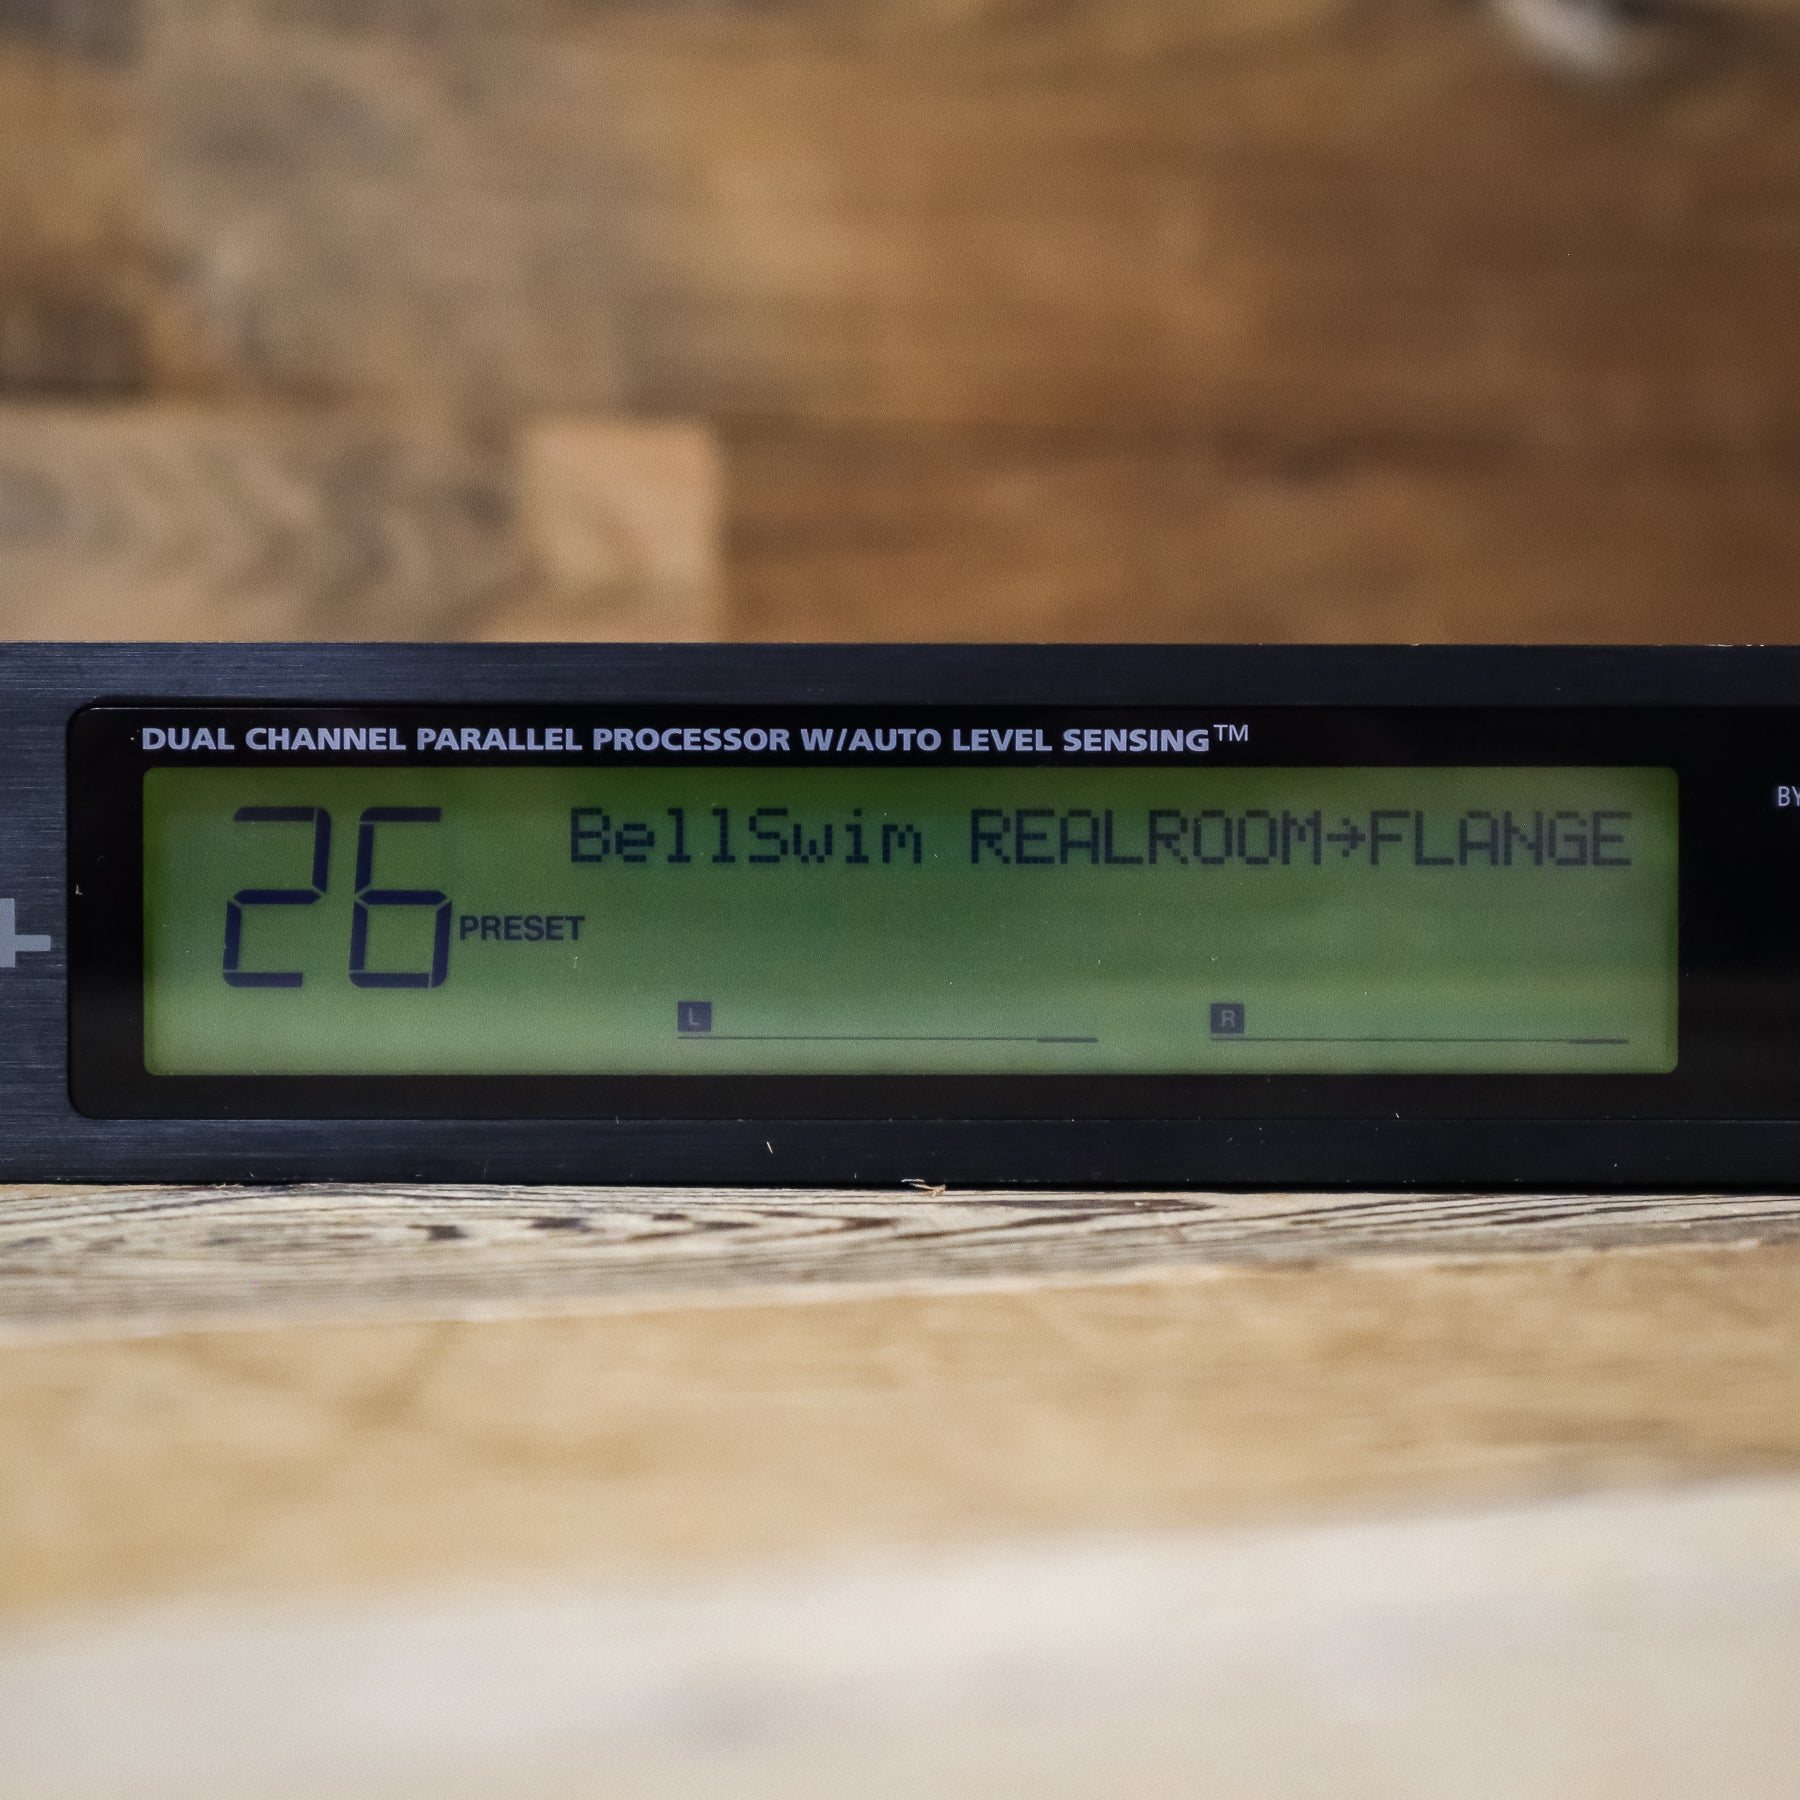 DUAL CHANNEL PARALLEL PROCESSOR W/AUTO LEVEL SENSING™
26 PRESET BellSwim REALROOM→FLANGE
L R